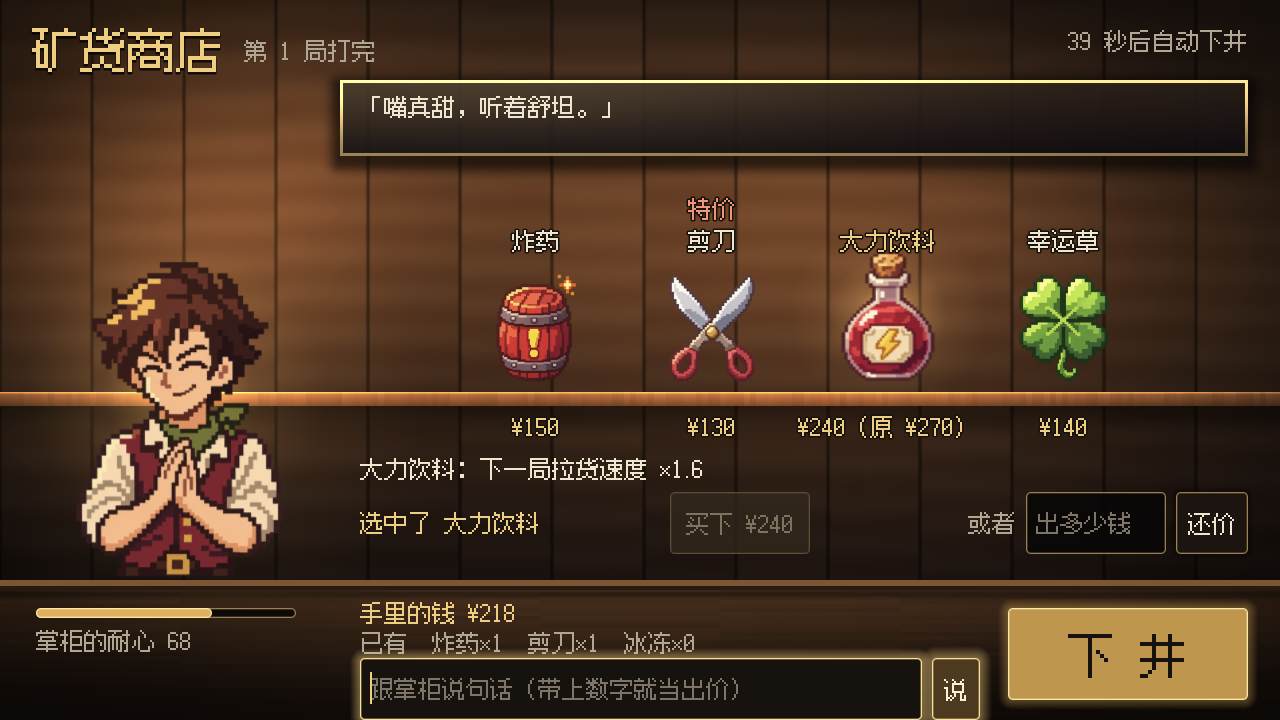 矿货商店
第 1 局打完
39 秒后自动下井
「嘴真甜，听着舒坦。」
特价
炸药
剪刀
大力饮料
幸运草
¥150
¥130
¥240（原 ¥270）
¥140
大力饮料：下一局拉货速度 ×1.6
选中了 大力饮料
买下 ¥240
或者
出多少钱
还价
手里的钱 ¥218
掌柜的耐心 68
已有 炸药×1 剪刀×1 冰冻×0
跟掌柜说句话（带上数字就当出价）
说
下井